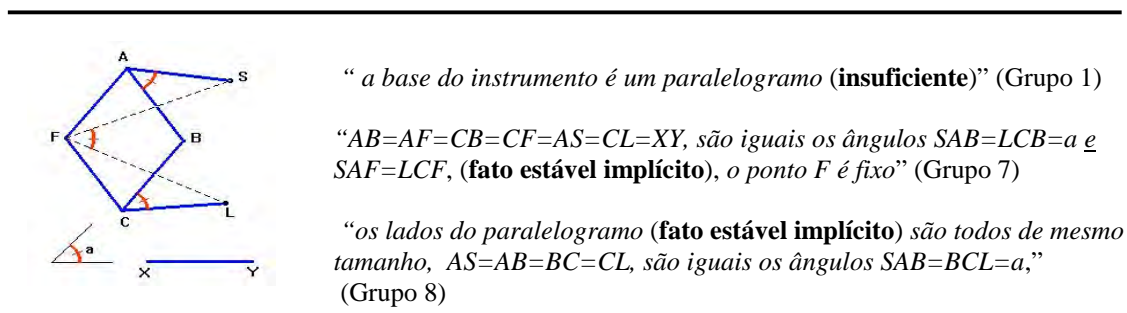 A
S
F
B
C
L
a
X
Y
“ a base do instrumento é um paralelogramo (insuficiente)” (Grupo 1)
“AB=AF=CB=CF=AS=CL=XY, são iguais os ângulos SAB=LCB=a e
SAF=LCF, (fato estável implícito), o ponto F é fixo” (Grupo 7)
“os lados do paralelogramo (fato estável implícito) são todos de mesmo
tamanho, AS=AB=BC=CL, são iguais os ângulos SAB=BCL=a,”
(Grupo 8)